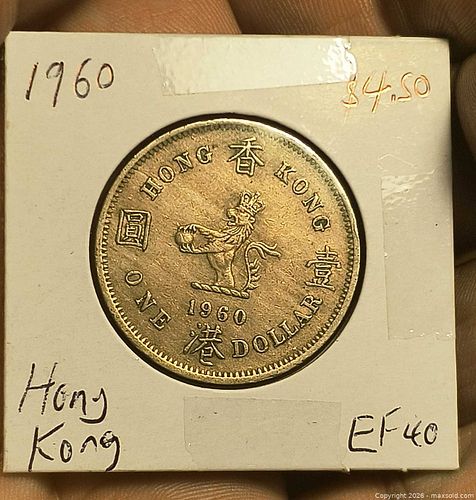 1960
$4.50
HONG 香 KONG
圓
壹
1960
ONE 港 DOLLAR
Hong
Kong
EF40
Copyright 2026 - maxsold.com